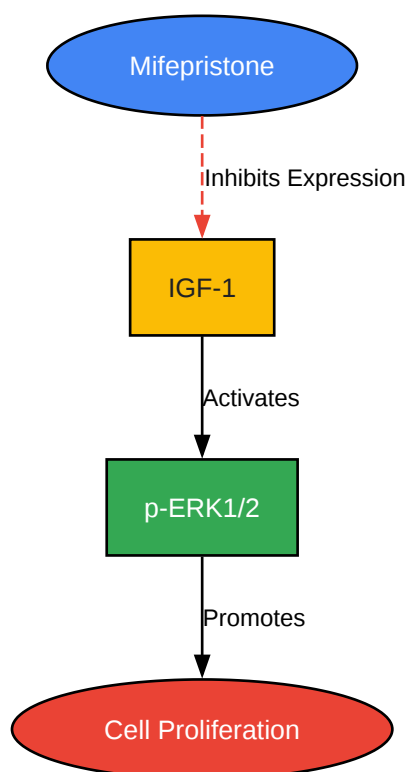 Mifepristone
Inhibits Expression
IGF-1
Activates
p-ERK1/2
Promotes
Cell Proliferation